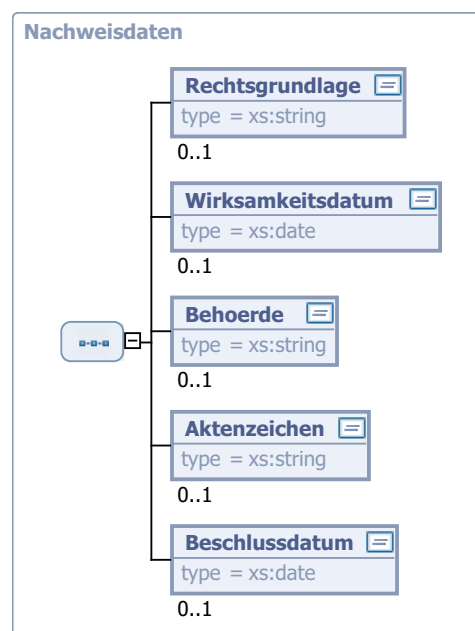 Nachweisdaten
Rechtsgrundlage
type = xs:string
0..1
Wirksamkeitsdatum
type = xs:date
0..1
Behoerde
type = xs:string
0..1
Aktenzeichen
type = xs:string
0..1
Beschlussdatum
type = xs:date
0..1